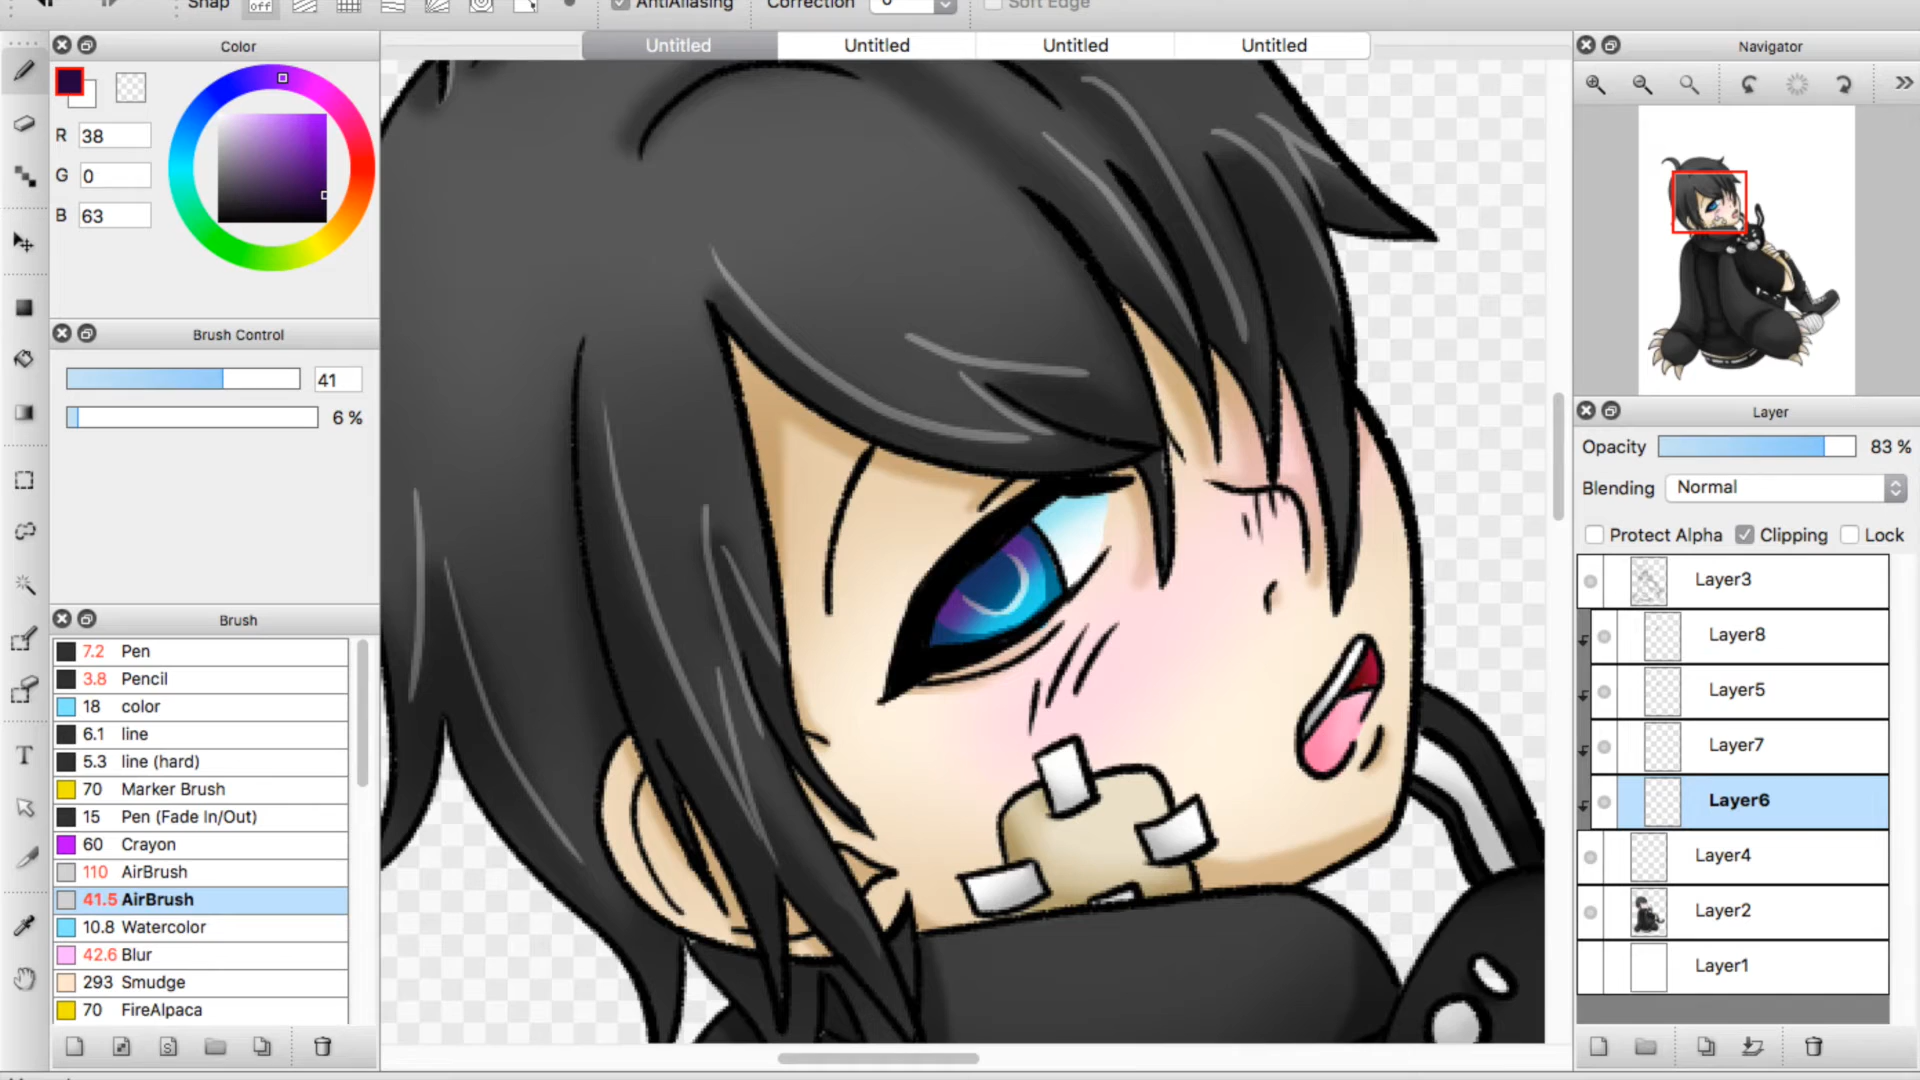 Snap
off
AntiAliasing
Correction
Soft Edge
Color
Untitled
Untitled
Untitled
Untitled
Navigator
R 38
G 0
B 63
Brush Control
41
6 %
Brush
7.2 Pen
3.8 Pencil
18 color
6.1 line
5.3 line (hard)
70 Marker Brush
15 Pen (Fade In/Out)
60 Crayon
110 AirBrush
41.5 AirBrush
10.8 Watercolor
42.6 Blur
293 Smudge
70 FireAlpaca
T
S
Layer
Opacity 83 %
Blending Normal
Protect Alpha Clipping Lock
Layer3
Layer8
Layer5
Layer7
Layer6
Layer4
Layer2
Layer1